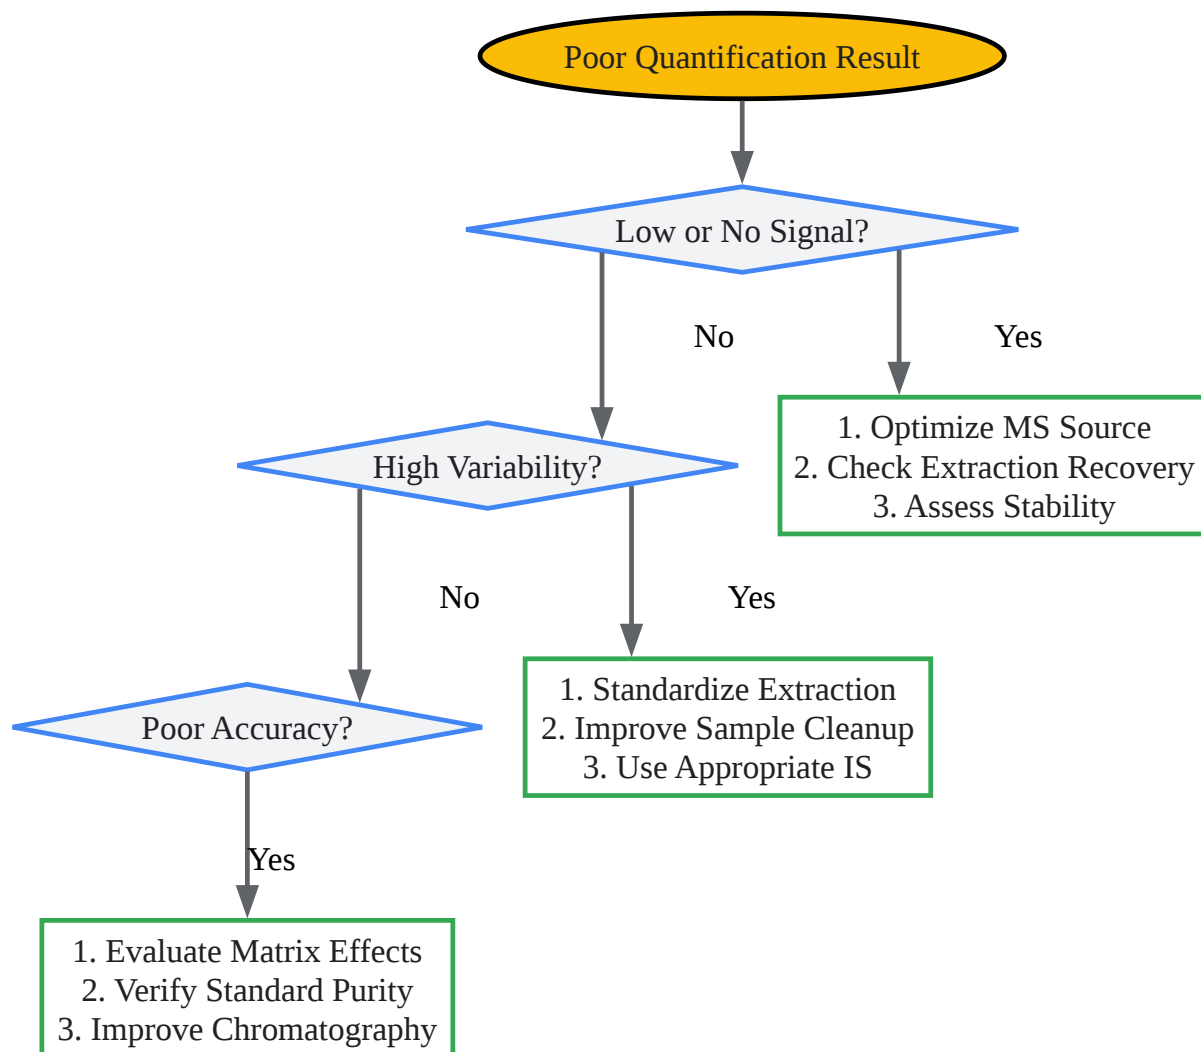 Poor Quantification Result
Low or No Signal?
No
Yes
1. Optimize MS Source
2. Check Extraction Recovery
3. Assess Stability
High Variability?
No
Yes
1. Standardize Extraction
2. Improve Sample Cleanup
3. Use Appropriate IS
Poor Accuracy?
Yes
1. Evaluate Matrix Effects
2. Verify Standard Purity
3. Improve Chromatography